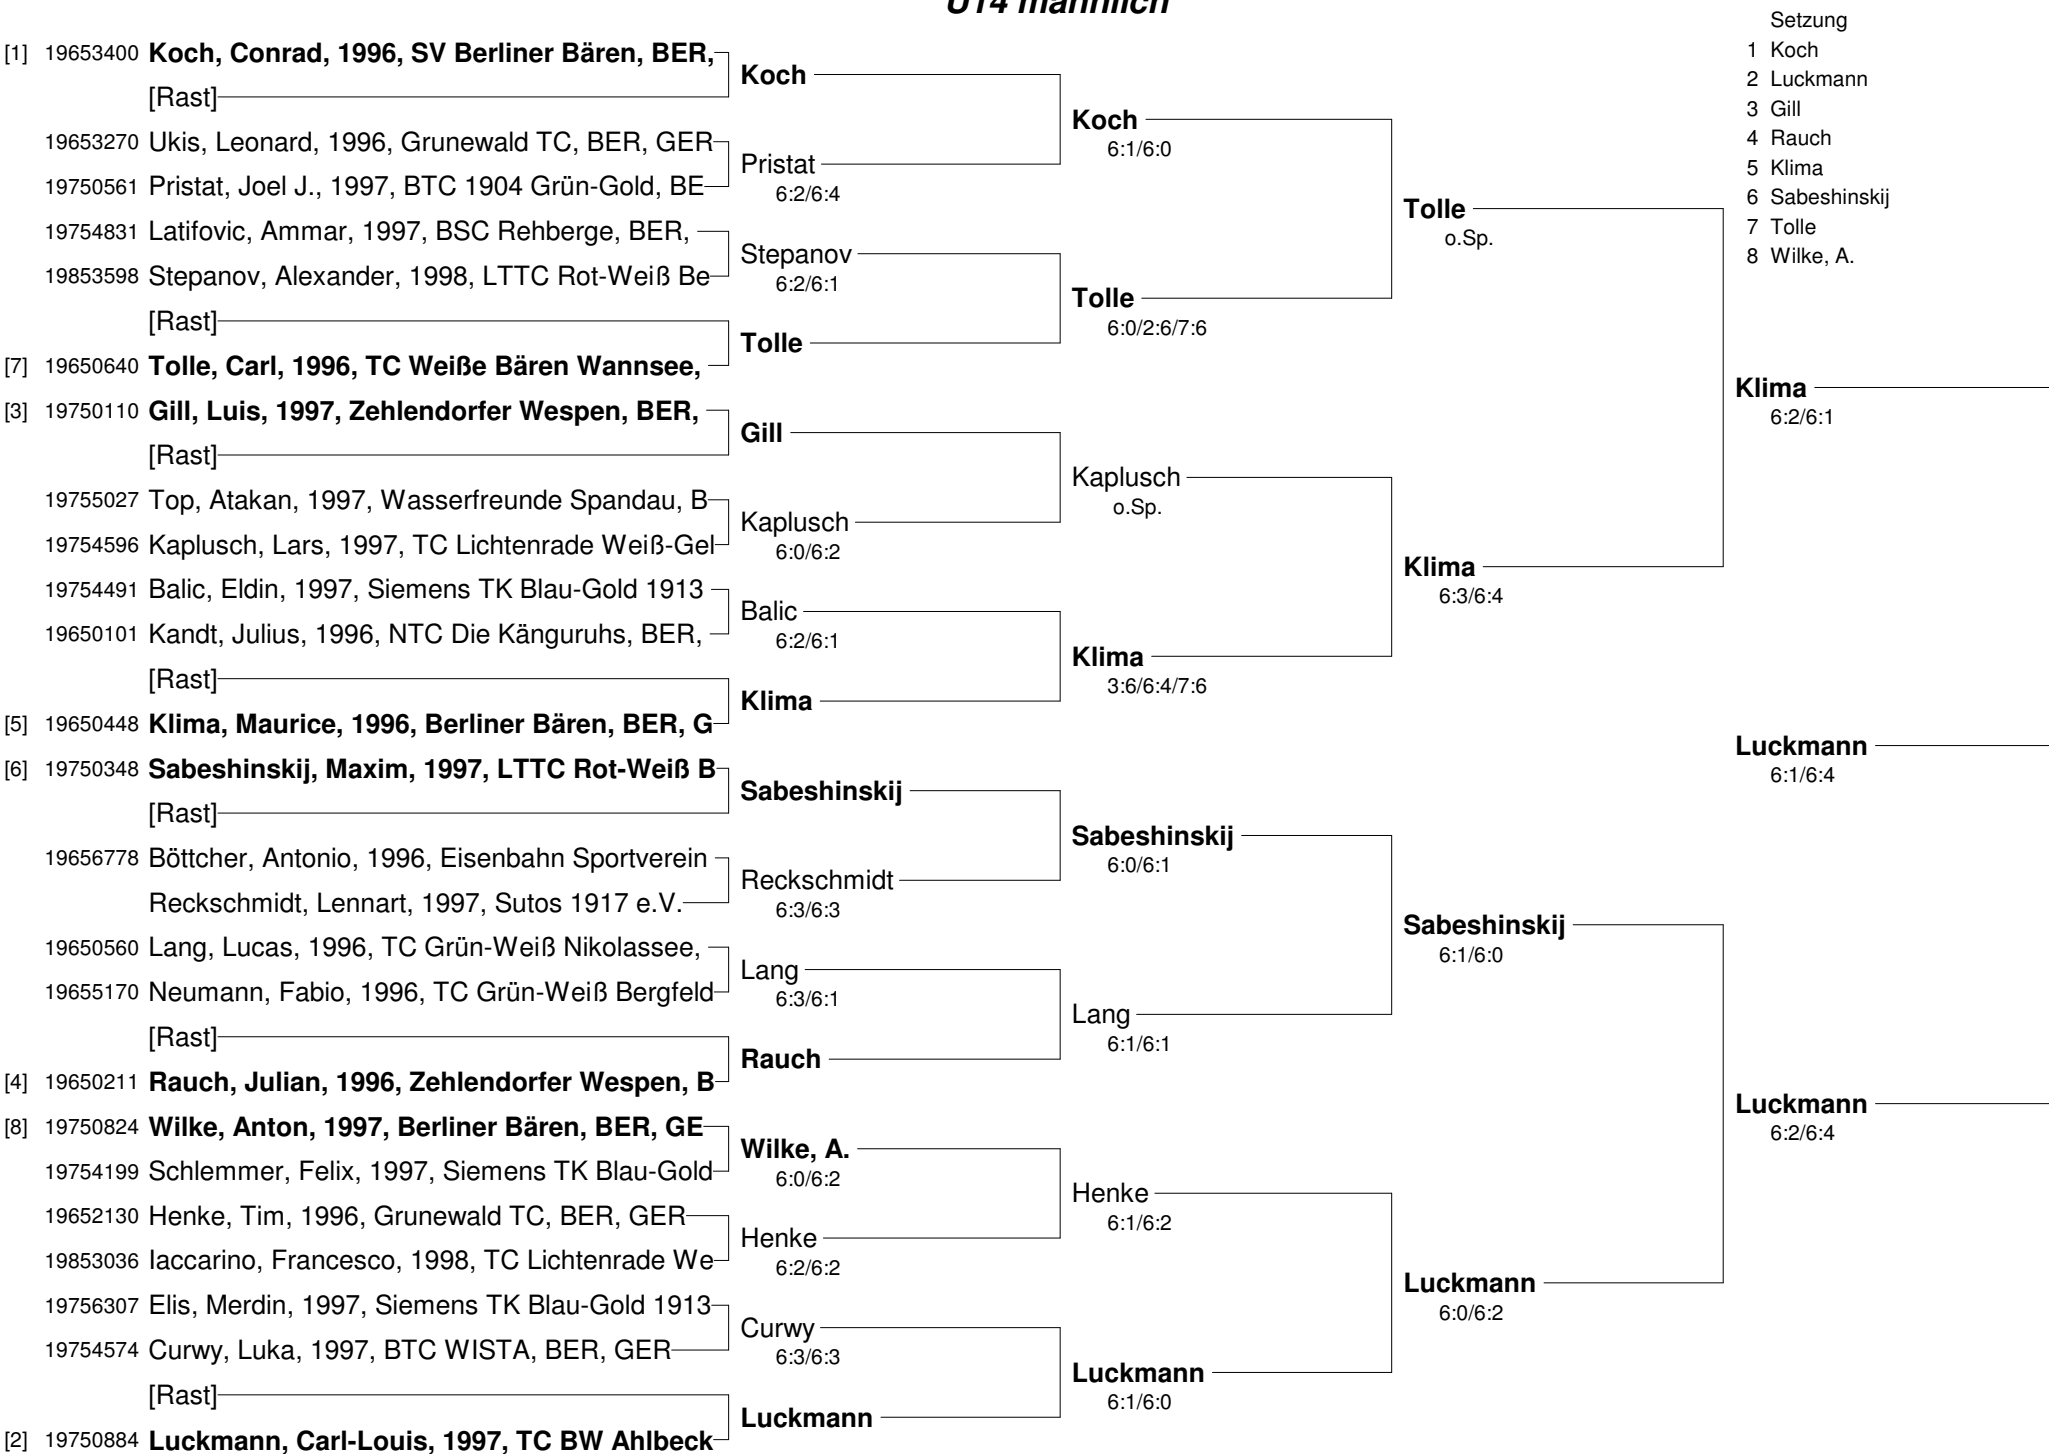 U14 männlich
[1] 19653400 Koch, Conrad, 1996, SV Berliner Bären, BER,
[Rast]
19653270 Ukis, Leonard, 1996, Grunewald TC, BER, GER
19750561 Pristat, Joel J., 1997, BTC 1904 Grün-Gold, BE
19754831 Latifovic, Ammar, 1997, BSC Rehberge, BER,
19853598 Stepanov, Alexander, 1998, LTTC Rot-Weiß Be
[Rast]
[7] 19650640 Tolle, Carl, 1996, TC Weiße Bären Wannsee,
[3] 19750110 Gill, Luis, 1997, Zehlendorfer Wespen, BER,
[Rast]
19755027 Top, Atakan, 1997, Wasserfreunde Spandau, B
19754596 Kaplusch, Lars, 1997, TC Lichtenrade Weiß-Gel
19754491 Balic, Eldin, 1997, Siemens TK Blau-Gold 1913
19650101 Kandt, Julius, 1996, NTC Die Känguruhs, BER,
[Rast]
[5] 19650448 Klima, Maurice, 1996, Berliner Bären, BER, G
[6] 19750348 Sabeshinskij, Maxim, 1997, LTTC Rot-Weiß B
[Rast]
19656778 Böttcher, Antonio, 1996, Eisenbahn Sportverein
Reckschmidt, Lennart, 1997, Sutos 1917 e.V.
19650560 Lang, Lucas, 1996, TC Grün-Weiß Nikolassee,
19655170 Neumann, Fabio, 1996, TC Grün-Weiß Bergfeld
[Rast]
[4] 19650211 Rauch, Julian, 1996, Zehlendorfer Wespen, B
[8] 19750824 Wilke, Anton, 1997, Berliner Bären, BER, GE
19754199 Schlemmer, Felix, 1997, Siemens TK Blau-Gold
19652130 Henke, Tim, 1996, Grunewald TC, BER, GER
19853036 Iaccarino, Francesco, 1998, TC Lichtenrade We
19756307 Elis, Merdin, 1997, Siemens TK Blau-Gold 1913
19754574 Curwy, Luka, 1997, BTC WISTA, BER, GER
[Rast]
[2] 19750884 Luckmann, Carl-Louis, 1997, TC BW Ahlbeck
Koch
Pristat
6:2/6:4
Stepanov
6:2/6:1
Tolle
Gill
Kaplusch
6:0/6:2
Balic
6:2/6:1
Klima
Sabeshinskij
Reckschmidt
6:3/6:3
Lang
6:3/6:1
Rauch
Wilke, A.
6:0/6:2
Henke
6:2/6:2
Curwy
6:3/6:3
Luckmann
Koch
6:1/6:0
Tolle
6:0/2:6/7:6
Kaplusch
o.Sp.
Klima
3:6/6:4/7:6
Sabeshinskij
6:0/6:1
Lang
6:1/6:1
Henke
6:1/6:2
Luckmann
6:1/6:0
Tolle
o.Sp.
Klima
6:3/6:4
Sabeshinskij
6:1/6:0
Luckmann
6:0/6:2
Setzung
1 Koch
2 Luckmann
3 Gill
4 Rauch
5 Klima
6 Sabeshinskij
7 Tolle
8 Wilke, A.
Klima
6:2/6:1
Luckmann
6:1/6:4
Luckmann
6:2/6:4